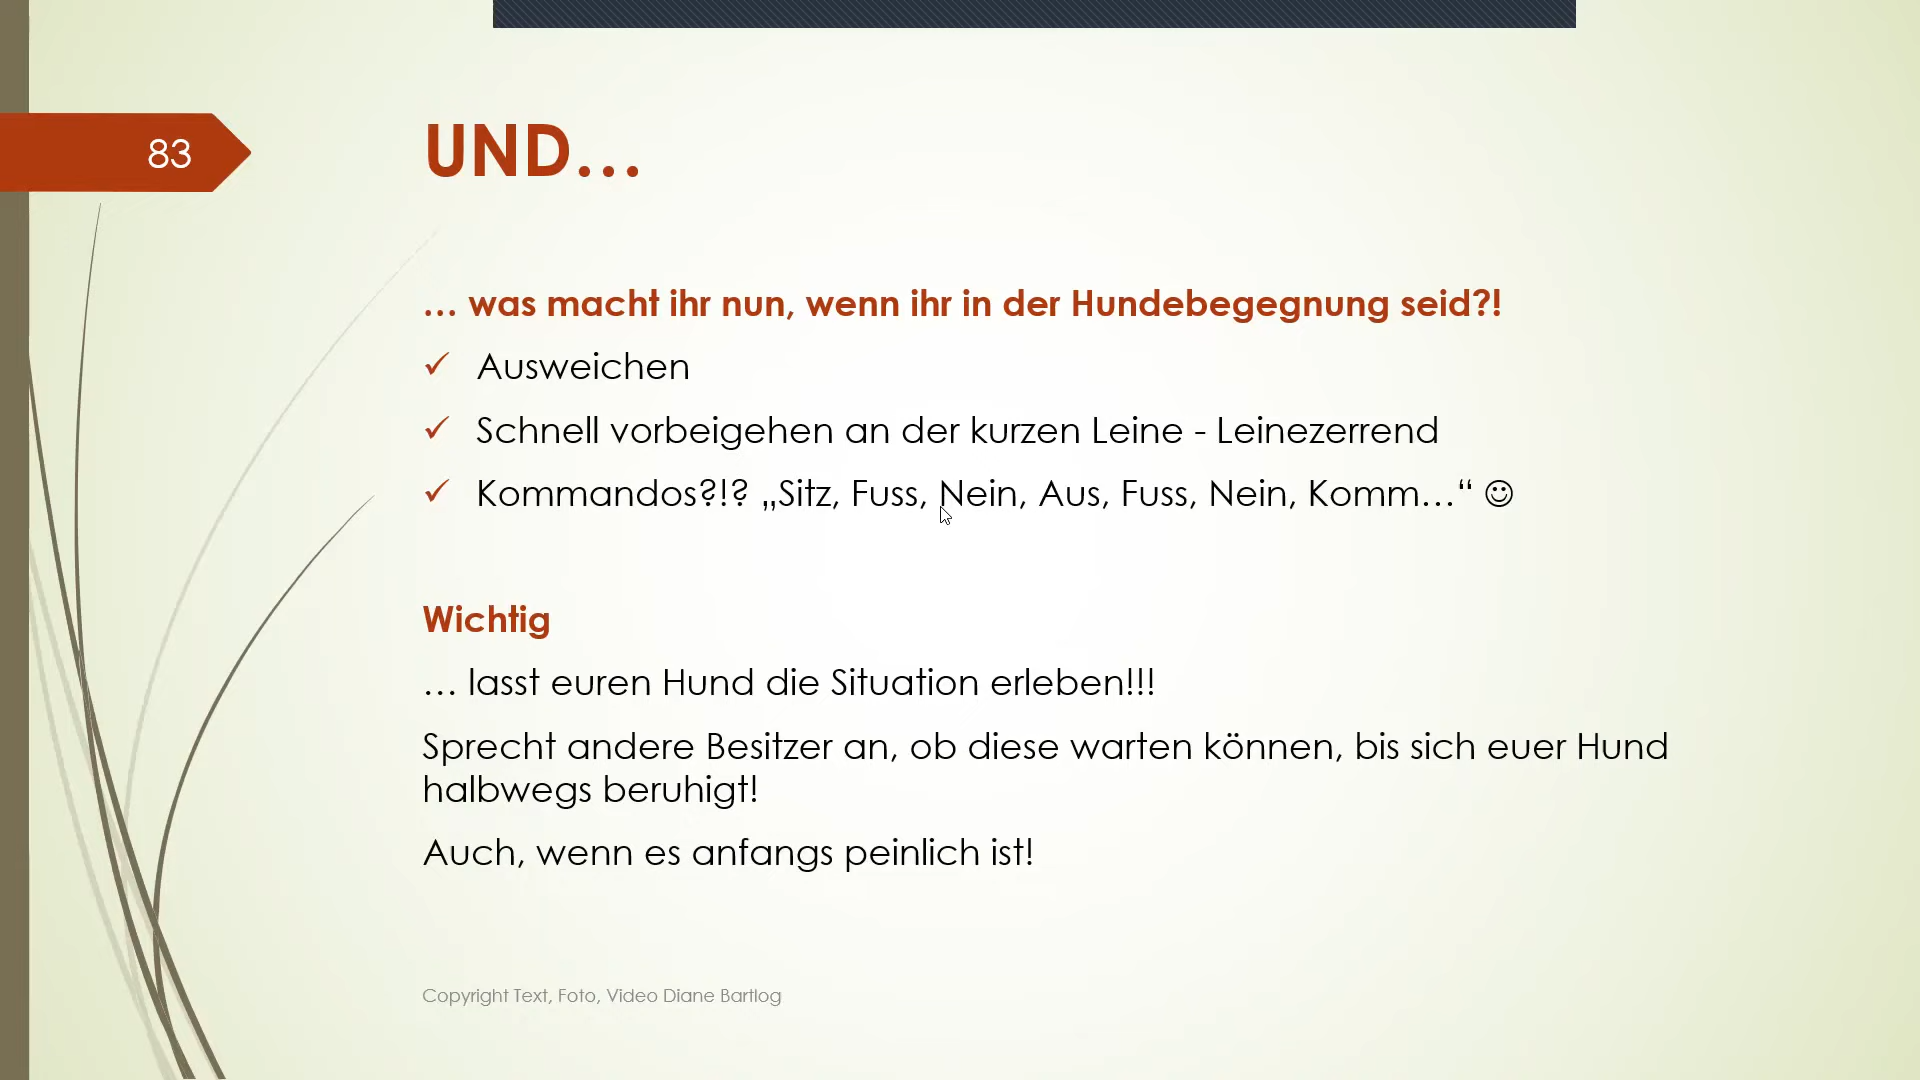 83
UND...
... was macht ihr nun, wenn ihr in der Hundebegegnung seid?!
✓ Ausweichen
✓ Schnell vorbeigehen an der kurzen Leine - Leinezerrend
✓ Kommandos?!? „Sitz, Fuss, Nein, Aus, Fuss, Nein, Komm...“ ☺
Wichtig
... lasst euren Hund die Situation erleben!!!
Sprecht andere Besitzer an, ob diese warten können, bis sich euer Hund
halbwegs beruhigt!
Auch, wenn es anfangs peinlich ist!
Copyright Text, Foto, Video Diane Bartlog